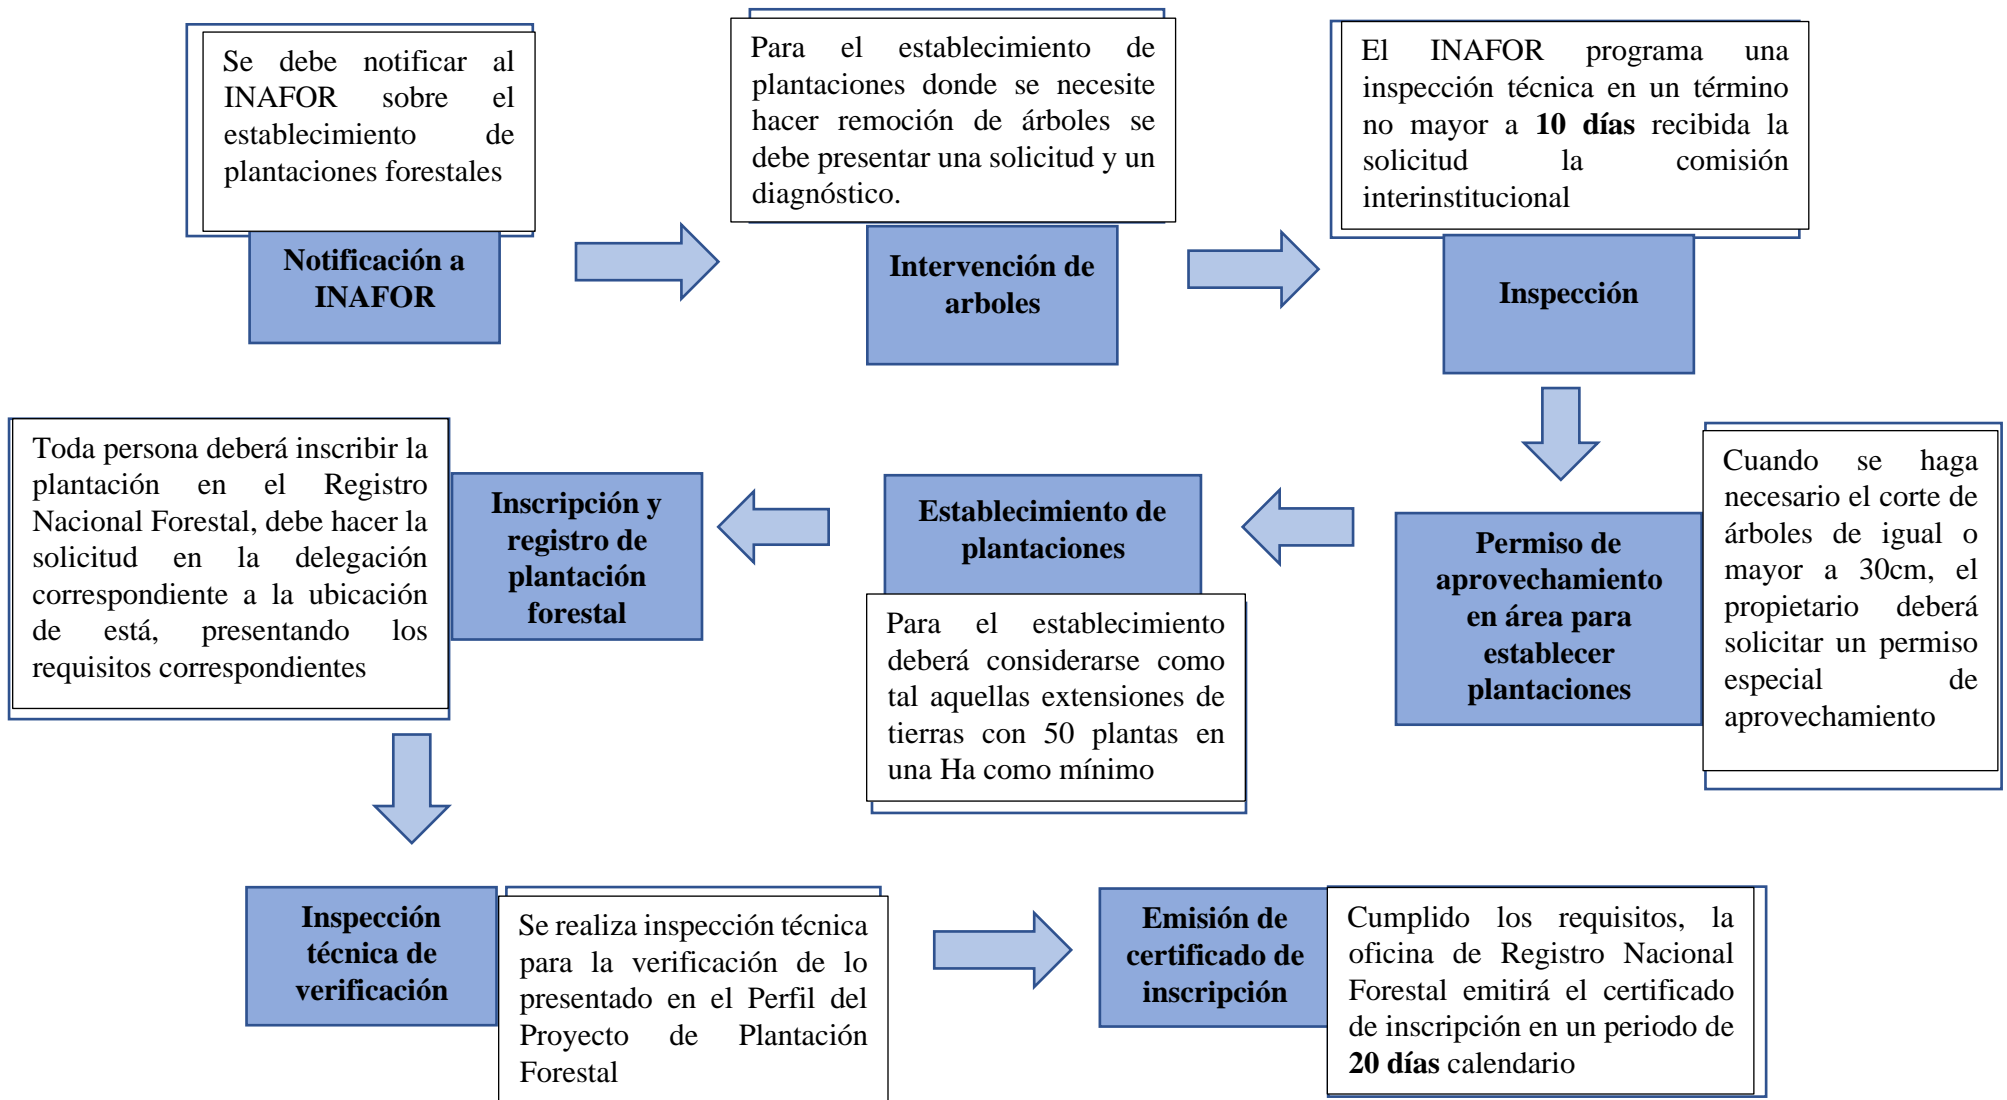 Se debe notificar al
INAFOR sobre el
establecimiento de
plantaciones forestales
Notificación a
INAFOR
Para el establecimiento de
plantaciones donde se necesite
hacer remoción de árboles se
debe presentar una solicitud y un
diagnóstico.
Intervención de
arboles
El INAFOR programa una
inspección técnica en un término
no mayor a 10 días recibida la
solicitud la comisión
interinstitucional
Inspección
Cuando se haga
necesario el corte de
árboles de igual o
mayor a 30cm, el
propietario deberá
solicitar un permiso
especial de
aprovechamiento
Permiso de
aprovechamiento
en área para
establecer
plantaciones
Establecimiento de
plantaciones
Para el establecimiento
deberá considerarse como
tal aquellas extensiones de
tierras con 50 plantas en
una Ha como mínimo
Inscripción y
registro de
plantación
forestal
Toda persona deberá inscribir la
plantación en el Registro
Nacional Forestal, debe hacer la
solicitud en la delegación
correspondiente a la ubicación
de está, presentando los
requisitos correspondientes
Inspección
técnica de
verificación
Se realiza inspección técnica
para la verificación de lo
presentado en el Perfil del
Proyecto de Plantación
Forestal
Emisión de
certificado de
inscripción
Cumplido los requisitos, la
oficina de Registro Nacional
Forestal emitirá el certificado
de inscripción en un periodo de
20 días calendario